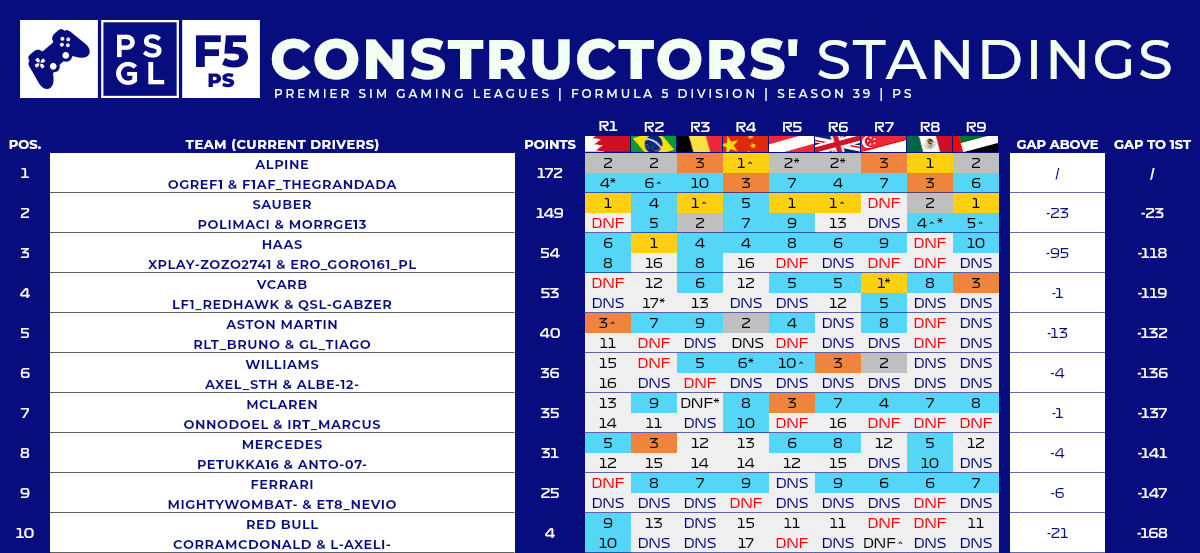 PS
GL
F5
PS
CONSTRUCTORS' STANDINGS
PREMIER SIM GAMING LEAGUES | FORMULA 5 DIVISION | SEASON 39 | PS
R1 R2 R3 R4 R5 R6 R7 R8 R9
POS. TEAM (CURRENT DRIVERS) POINTS GAP ABOVE GAP TO 1ST
1 ALPINE 172 2 2 3 1^ 2* 2* 3 1 2 / /
OGREF1 & F1AF_THEGRANDADA 4* 6^ 10 3 7 4 7 3 6
2 SAUBER 149 1 4 1^ 5 1 1^ DNF 2 1 -23 -23
POLIMACI & MORRGE13 DNF 5 2 7 9 13 DNS 4^* 5^
3 HAAS 54 6 1 4 4 8 6 9 DNF 10 -95 -118
XPLAY-ZOZO2741 & ERO_GORO161_PL 8 16 8 16 DNF DNS DNF DNF DNS
4 VCARB 53 DNF 12 6 12 5 5 1* 8 3 -1 -119
LF1_REDHAWK & QSL-GABZER DNS 17* 13 DNS DNS 12 5 DNS DNS
5 ASTON MARTIN 40 3^ 7 9 2 4 DNS 8 DNF DNS -13 -132
RLT_BRUNO & GL_TIAGO 11 DNF DNS DNS DNF DNS DNS DNS DNS
6 WILLIAMS 36 15 DNF 5 6* 10^ 3 2 DNS DNS -4 -136
AXEL_STH & ALBE-12- 16 DNS DNF DNS DNS DNS DNS DNS DNS
7 MCLAREN 35 13 9 DNF* 8 3 7 4 7 8 -1 -137
ONNODOEL & IRT_MARCUS 14 11 DNS 10 DNF 16 DNF DNF DNF
8 MERCEDES 31 5 3 12 13 6 8 12 5 12 -4 -141
PETUKKA16 & ANTO-07- 12 15 14 14 12 15 DNS 10 DNS
9 FERRARI 25 DNF 8 7 9 DNS 9 6 6 7 -6 -147
MIGHTYWOMBAT- & ET8_NEVIO DNS DNS DNS DNF DNS DNS DNS DNF DNS
10 RED BULL 4 9 13 DNS 15 11 11 DNF DNF 11 -21 -168
CORRAMCDONALD & L-AXELI- 10 DNS DNS 17 DNF DNS DNF^ DNS DNS